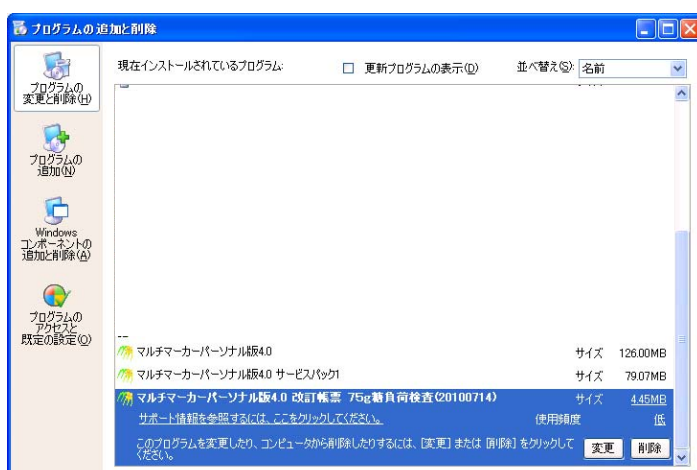 プログラムの追加と削除
プログラムの
変更と削除(H)
プログラムの
追加(N)
Windows
コンポーネントの
追加と削除(A)
プログラムの
アクセスと
既定の設定(O)
現在インストールされているプログラム:
更新プログラムの表示(D)
並べ替え(S): 名前
マルチマーカーパーソナル版4.0 サイズ 126.00MB
マルチマーカーパーソナル版4.0 サービスパック1 サイズ 79.07MB
マルチマーカーパーソナル版4.0 改訂帳票 75g糖負荷検査(20100714) サイズ 4.45MB
サポート情報を参照するには、ここをクリックしてください。 使用頻度 低
このプログラムを変更したり、コンピュータから削除したりするには、[変更] または [削除] をクリックして
ください。
変更 削除